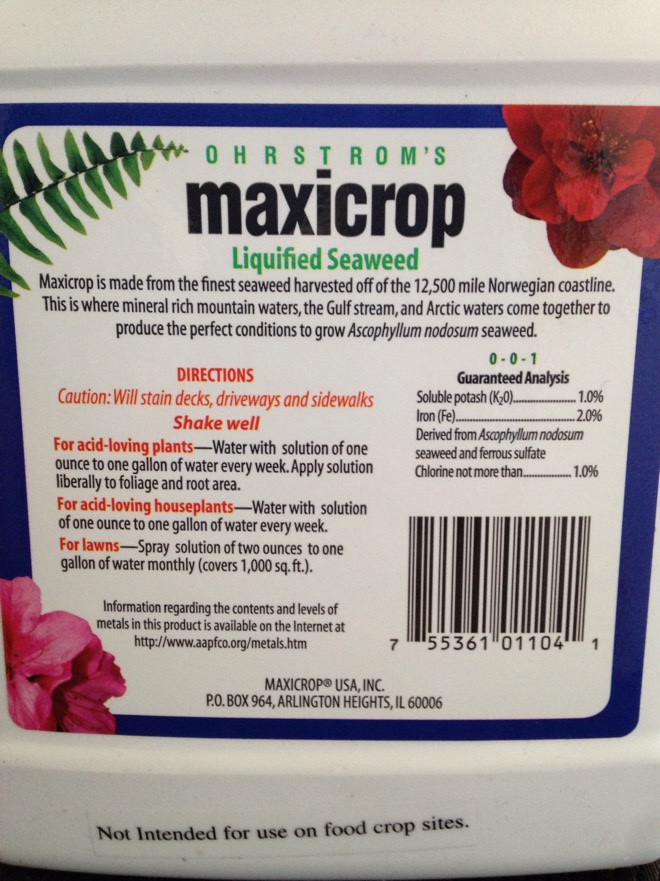 OHRSTROM'S
maxicrop
Liquified Seaweed
Maxicrop is made from the finest seaweed harvested off of the 12,500 mile Norwegian coastline.
This is where mineral rich mountain waters, the Gulf stream, and Arctic waters come together to
produce the perfect conditions to grow Ascophyllum nodosum seaweed.
DIRECTIONS
Caution: Will stain decks, driveways and sidewalks
Shake well
For acid-loving plants—Water with solution of one
ounce to one gallon of water every week. Apply solution
liberally to foliage and root area.
For acid-loving houseplants—Water with solution
of one ounce to one gallon of water every week.
For lawns—Spray solution of two ounces to one
gallon of water monthly (covers 1,000 sq. ft.).
Information regarding the contents and levels of
metals in this product is available on the Internet at
http://www.aapfco.org/metals.htm
0-0-1
Guaranteed Analysis
Soluble potash (K20)..................... 1.0%
Iron (Fe)......................................... 2.0%
Derived from Ascophyllum nodosum
seaweed and ferrous sulfate
Chlorine not more than................ 1.0%
7 55361 01104 1
MAXICROP® USA, INC.
P.O. BOX 964, ARLINGTON HEIGHTS, IL 60006
Not Intended for use on food crop sites.